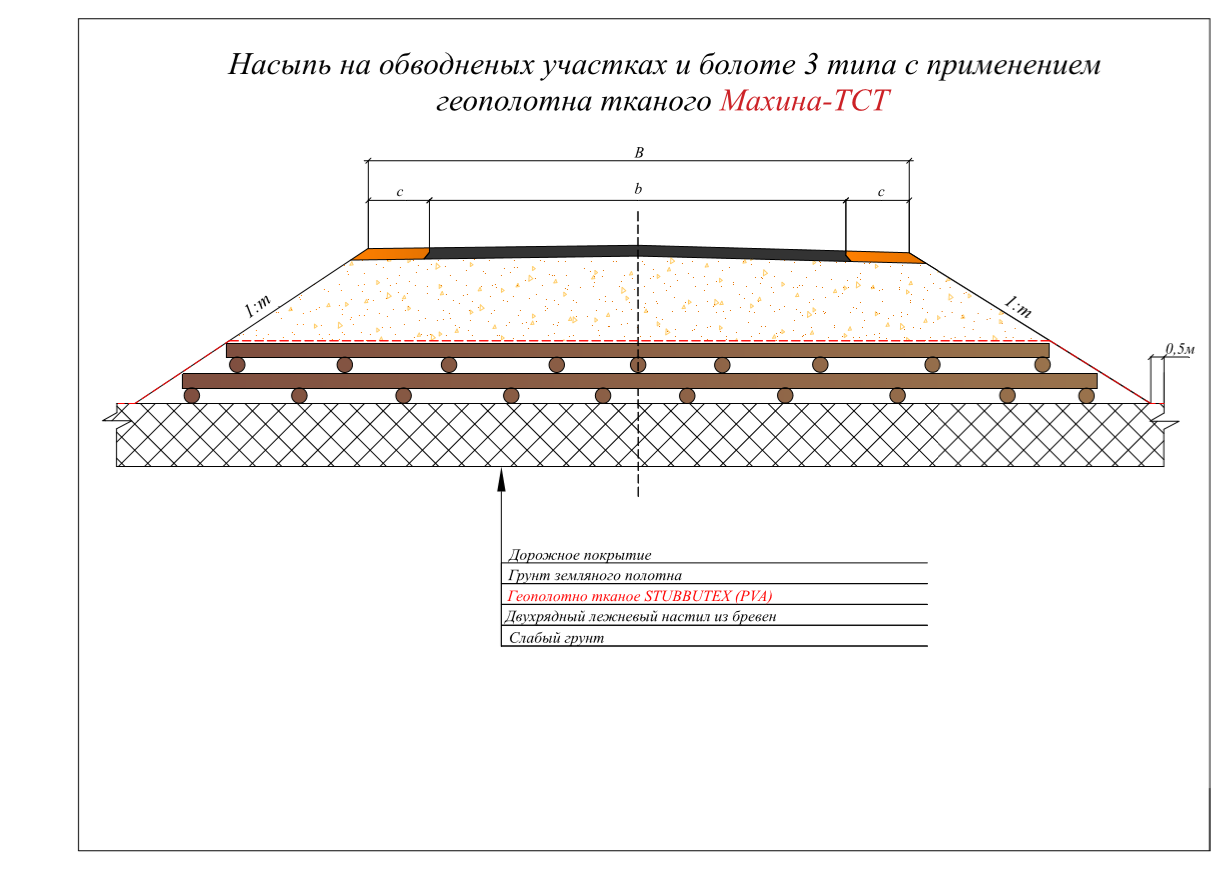 Насыпь на обводненых участках и болоте 3 типа с применением
геополотна тканого Махина-ТСТ
B
c b c
1:m 1:m
0,5м
Дорожное покрытие
Грунт земляного полотна
Геополотно тканое STUBBUTEX (PVA)
Двухрядный лежневый настил из бревен
Слабый грунт